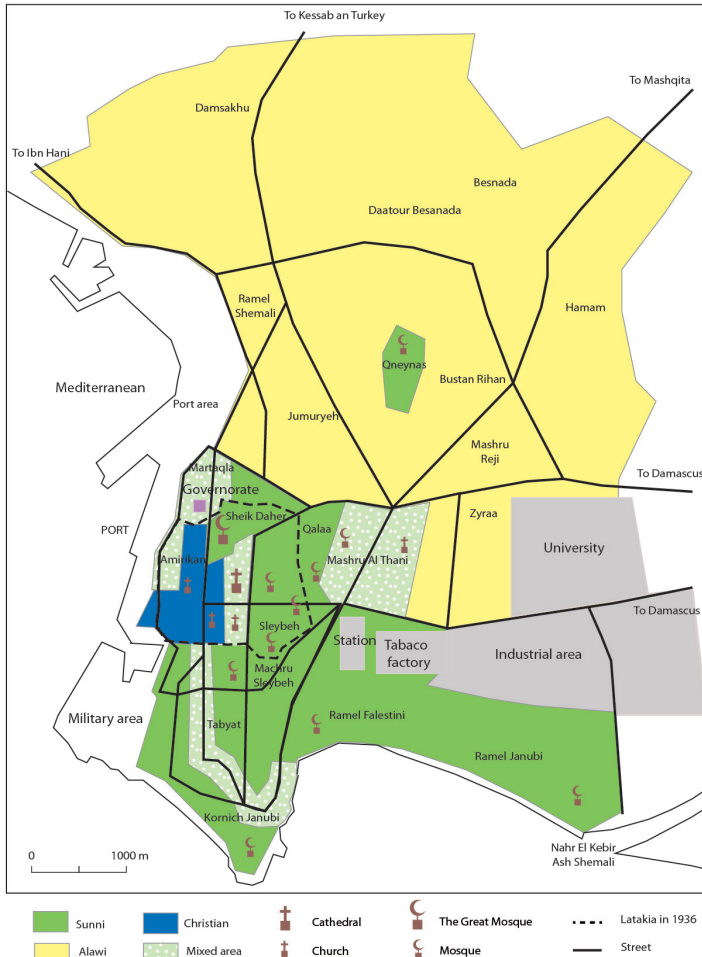 To Kessab an Turkey
To Mashqita
Damsakhu
To Ibn Hani
Besnada
Daatour Besanada
Ramel
Shemali
Hamam
Qneynas
Mediterranean
Bustan Rihan
Port area
Jumuryeh
Mashru
Reji
Martaqla
To Damascus
Governorate
Sheik Daher
Zyraa
PORT
Qalaa
University
Amirikan
Mashru Al Thani
To Damascus
Sleybeh
Station
Tabaco
factory
Industrial area
Machru
Sleybeh
Military area
Tabyat
Ramel Falestini
Ramel Janubi
Kornich Janubi
Nahr El Kebir
Ash Shemali
0 1000 m
Sunni Christian Cathedral The Great Mosque Latakia in 1936
Alawi Mixed area Church Mosque Street